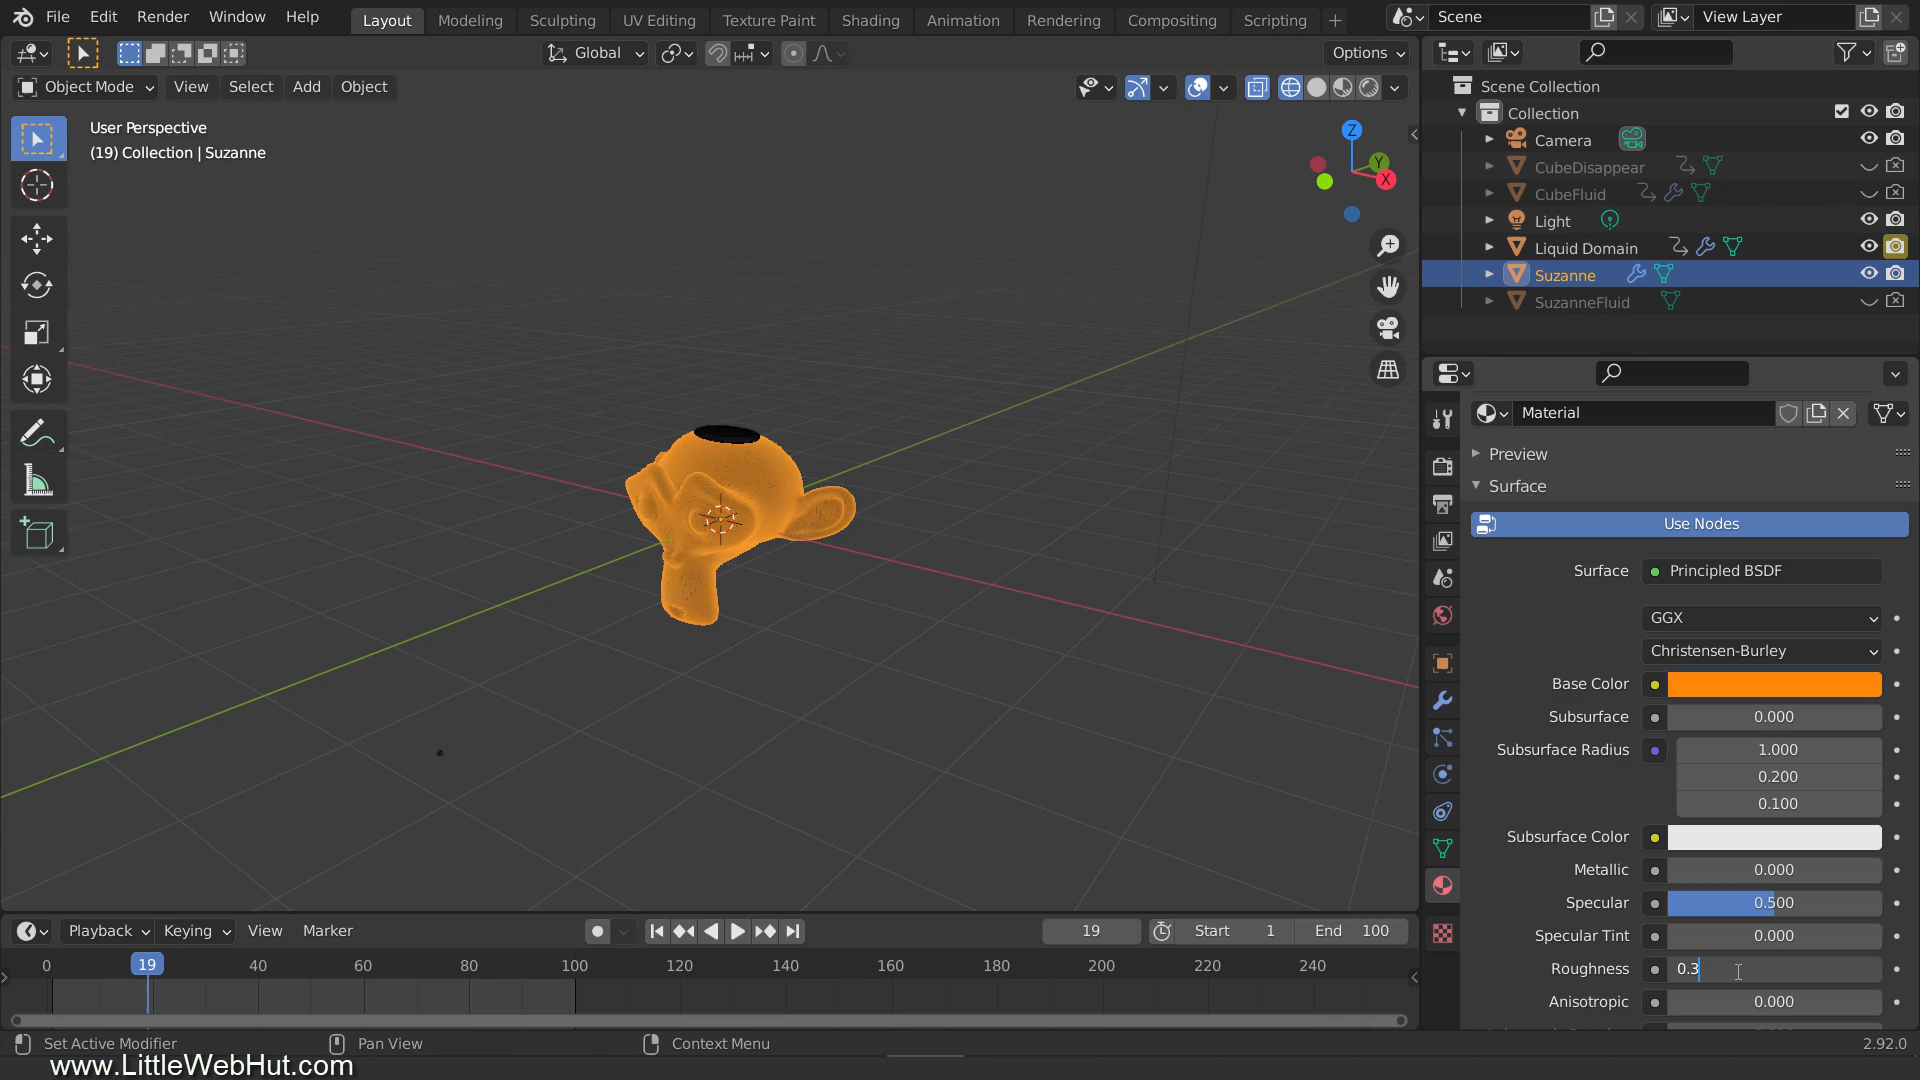 File Edit Render Window Help Layout Modeling Sculpting UV Editing Texture Paint Shading Animation Rendering Compositing Scripting + Scene View Layer
Global Options
Object Mode View Select Add Object
User Perspective
(19) Collection | Suzanne
Z
Y
X
Scene Collection
Collection
Camera
CubeDisappear
CubeFluid
Light
Liquid Domain
Suzanne
SuzanneFluid
Material
Preview
Surface
Use Nodes
Surface Principled BSDF
GGX
Christensen-Burley
Base Color
Subsurface 0.000
Subsurface Radius 1.000
0.200
0.100
Subsurface Color
Metallic 0.000
Specular 0.500
Specular Tint 0.000
Roughness 0.3
Anisotropic 0.000
Playback Keying View Marker 19 Start 1 End 100
0 19 40 60 80 100 120 140 160 180 200 220 240
Set Active Modifier Pan View Context Menu 2.92.0
www.LittleWebHut.com